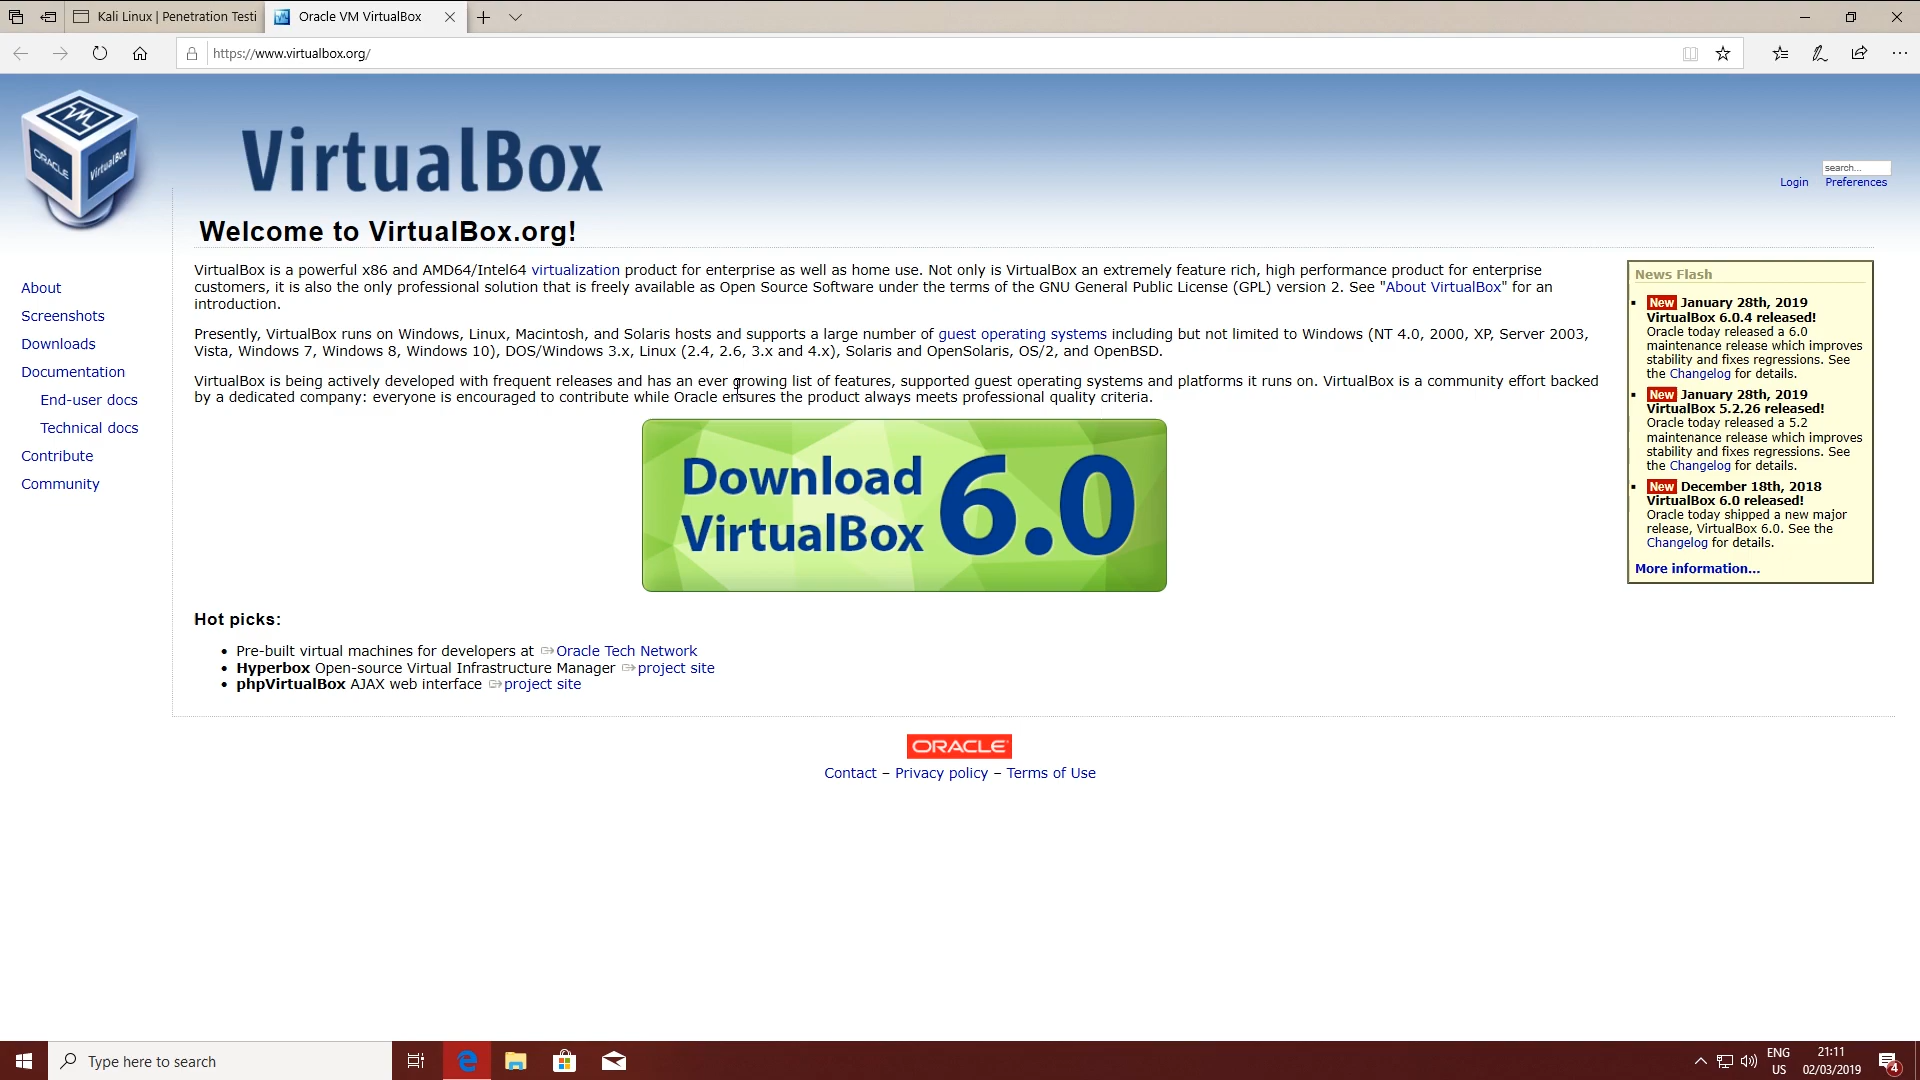 Kali Linux | Penetration Testi
Oracle VM VirtualBox
https://www.virtualbox.org/
ORACLE
VirtualBox
VirtualBox
search...
Login
Preferences
Welcome to VirtualBox.org!
About
Screenshots
Downloads
Documentation
End-user docs
Technical docs
Contribute
Community
VirtualBox is a powerful x86 and AMD64/Intel64 virtualization product for enterprise as well as home use. Not only is VirtualBox an extremely feature rich, high performance product for enterprise
customers, it is also the only professional solution that is freely available as Open Source Software under the terms of the GNU General Public License (GPL) version 2. See "About VirtualBox" for an
introduction.
Presently, VirtualBox runs on Windows, Linux, Macintosh, and Solaris hosts and supports a large number of guest operating systems including but not limited to Windows (NT 4.0, 2000, XP, Server 2003,
Vista, Windows 7, Windows 8, Windows 10), DOS/Windows 3.x, Linux (2.4, 2.6, 3.x and 4.x), Solaris and OpenSolaris, OS/2, and OpenBSD.
VirtualBox is being actively developed with frequent releases and has an ever growing list of features, supported guest operating systems and platforms it runs on. VirtualBox is a community effort backed
by a dedicated company: everyone is encouraged to contribute while Oracle ensures the product always meets professional quality criteria.
Download
VirtualBox
6.0
Hot picks:
• Pre-built virtual machines for developers at Oracle Tech Network
• Hyperbox Open-source Virtual Infrastructure Manager project site
• phpVirtualBox AJAX web interface project site
News Flash
New January 28th, 2019
VirtualBox 6.0.4 released!
Oracle today released a 6.0
maintenance release which improves
stability and fixes regressions. See
the Changelog for details.
New January 28th, 2019
VirtualBox 5.2.26 released!
Oracle today released a 5.2
maintenance release which improves
stability and fixes regressions. See
the Changelog for details.
New December 18th, 2018
VirtualBox 6.0 released!
Oracle today shipped a new major
release, VirtualBox 6.0. See the
Changelog for details.
More information...
ORACLE
Contact – Privacy policy – Terms of Use
Type here to search
ENG
US
21:11
02/03/2019
4